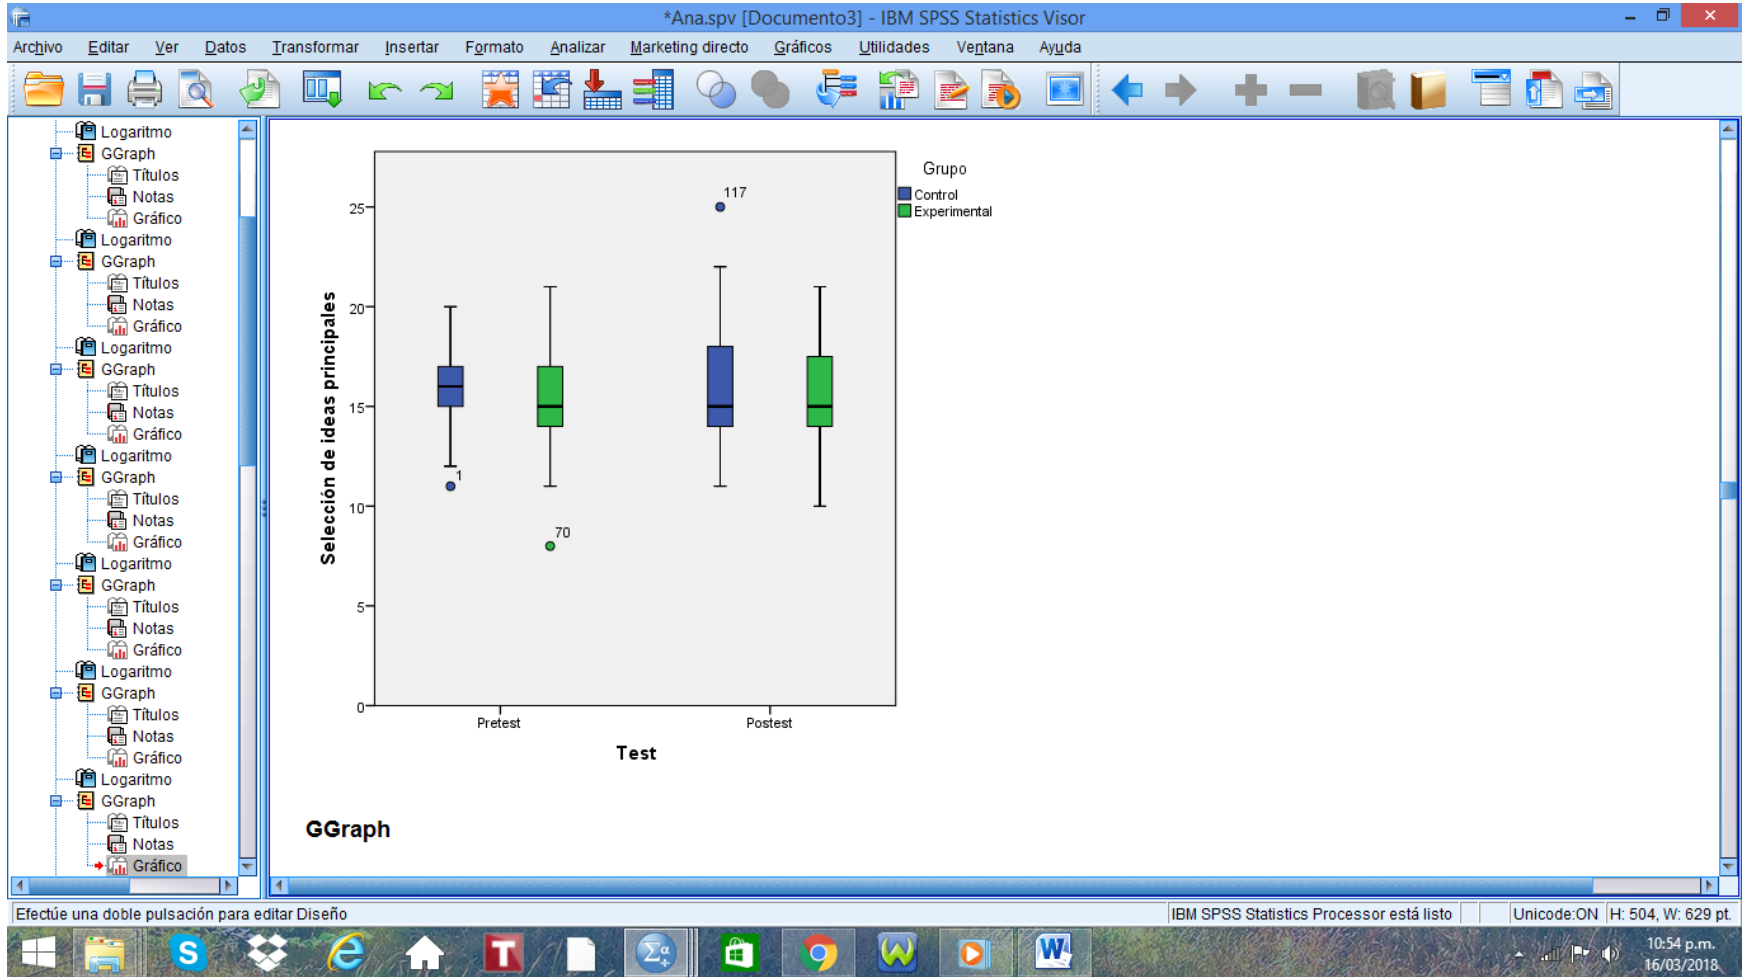 *Ana.spv [Documento3] - IBM SPSS Statistics Visor
Archivo Editar Ver Datos Transformar Insertar Formato Analizar Marketing directo Gráficos Utilidades Ventana Ayuda
Logaritmo
GGraph
Títulos
Notas
Gráfico
Logaritmo
GGraph
Títulos
Notas
Gráfico
Logaritmo
GGraph
Títulos
Notas
Gráfico
Logaritmo
GGraph
Títulos
Notas
Gráfico
Logaritmo
GGraph
Títulos
Notas
Gráfico
Logaritmo
GGraph
Títulos
Notas
Gráfico
Logaritmo
GGraph
Títulos
Notas
Gráfico
Selección de ideas principales
25
20
15
10
5
0
117
1
70
Pretest Postest
Test
Grupo
Control
Experimental
GGraph
Efectúe una doble pulsación para editar Diseño
IBM SPSS Statistics Processor está listo
Unicode:ON H: 504, W: 629 pt.
10:54 p.m.
16/03/2018